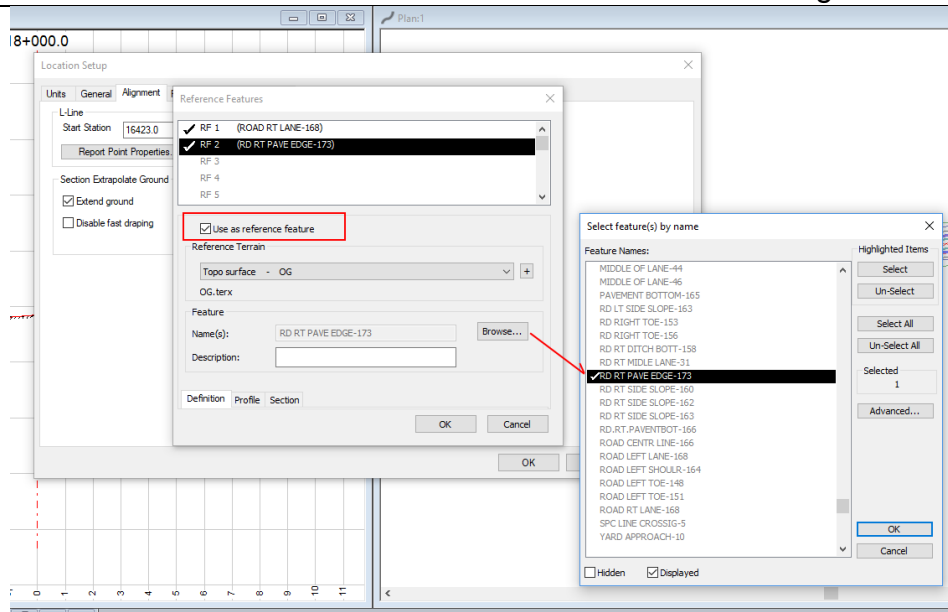 Plan:1
8+000.0
Location Setup
Units General Alignment
L-Line
Start Station 16423.0
Report Point Properties.
Section Extrapolate Ground
Extend ground
Disable fast draping
OK
Reference Features
RF 1 (ROAD RT LANE-168)
RF 2 (RD RT PAVE EDGE-173)
RF 3
RF 4
RF 5
Use as reference feature
Reference Terrain
Topo surface - OG
+
OG.terx
Feature
Name(s): RD RT PAVE EDGE-173 Browse...
Description:
Definition Profile Section
OK Cancel
Select feature(s) by name
Feature Names:
MIDDLE OF LANE-44
MIDDLE OF LANE-46
PAVEMENT BOTTOM-165
RD LT SIDE SLOPE-163
RD RIGHT TOE-153
RD RIGHT TOE-156
RD RT DITCH BOTT-158
RD RT MIDLE LANE-31
RD RT PAVE EDGE-173
RD RT SIDE SLOPE-160
RD RT SIDE SLOPE-162
RD RT SIDE SLOPE-163
RD.RT.PAVENTBOT-166
ROAD CENTR LINE-166
ROAD LEFT LANE-168
ROAD LEFT SHOULR-164
ROAD LEFT TOE-148
ROAD LEFT TOE-151
ROAD RT LANE-168
SPC LINE CROSSIG-5
YARD APPROACH-10
Hidden Displayed
Highlighted Items
Select
Un-Select
Select All
Un-Select All
Selected
1
Advanced...
OK
Cancel
0 1 2 3 4 5 6 7 8 9 10 11